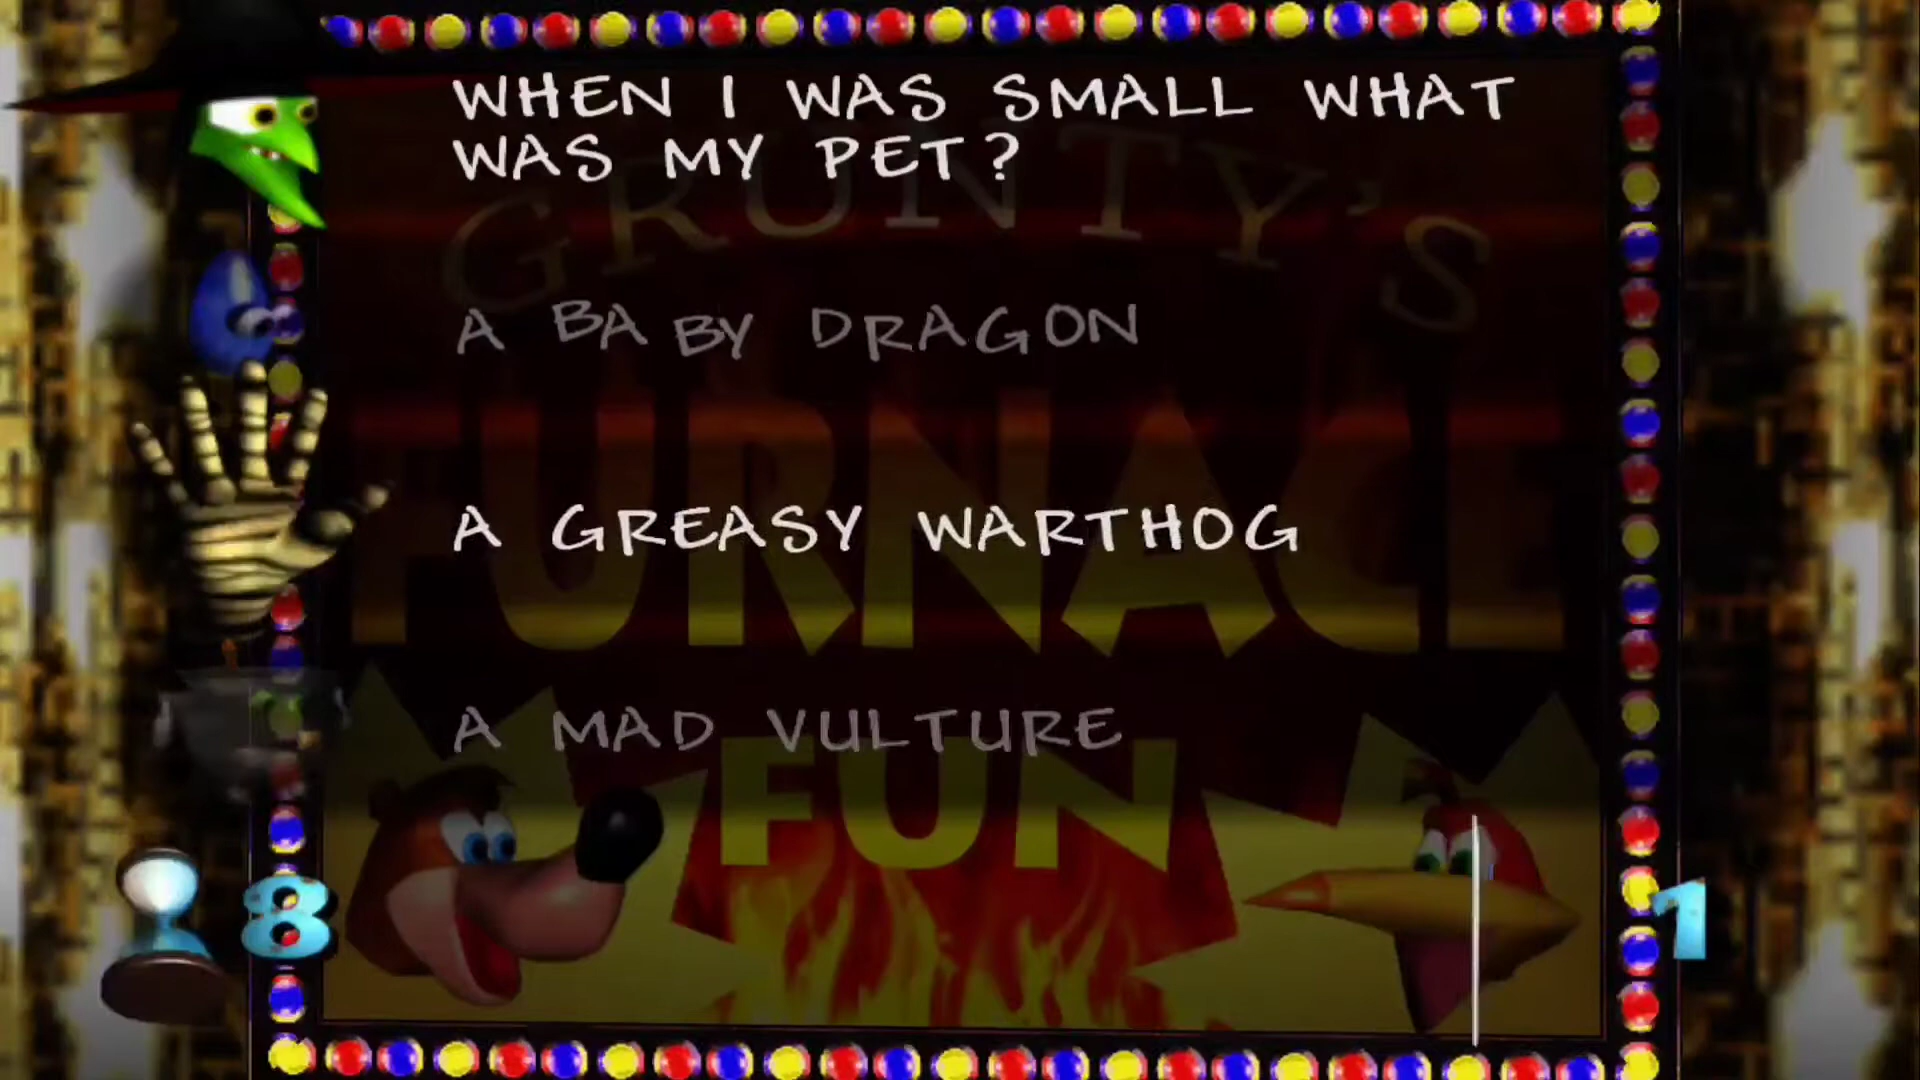 WHEN I WAS SMALL WHAT
WAS MY PET?
GRUNTY'S
A BABY DRAGON
FURNACE
A GREASY WARTHOG
A MAD VULTURE
FUN
8
1